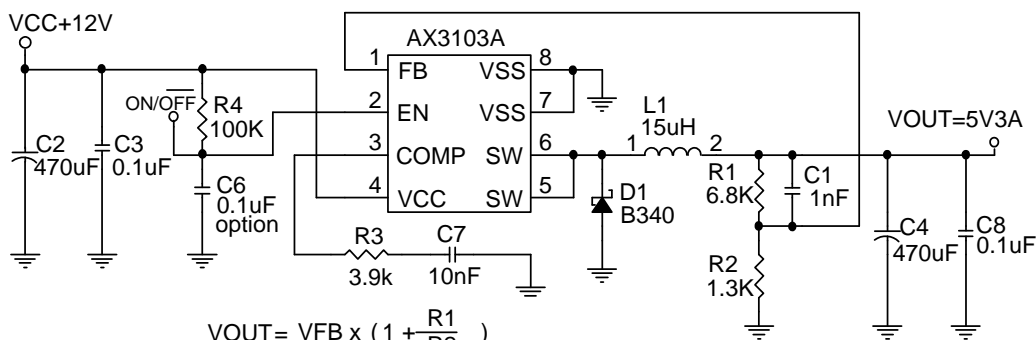 VCC+12V
AX3103A
1
FB
VSS
8
ON/OFF
R4
100K
2
EN
VSS
7
L1
15uH
VOUT=5V3A
C2
470uF
C3
0.1uF
3
COMP
SW
6
1
2
4
VCC
SW
5
C6
0.1uF
option
D1
B340
R1
6.8K
C1
1nF
R3
3.9k
C7
10nF
R2
1.3K
C4
470uF
C8
0.1uF
VOUT= VFB x (1 + R1
)